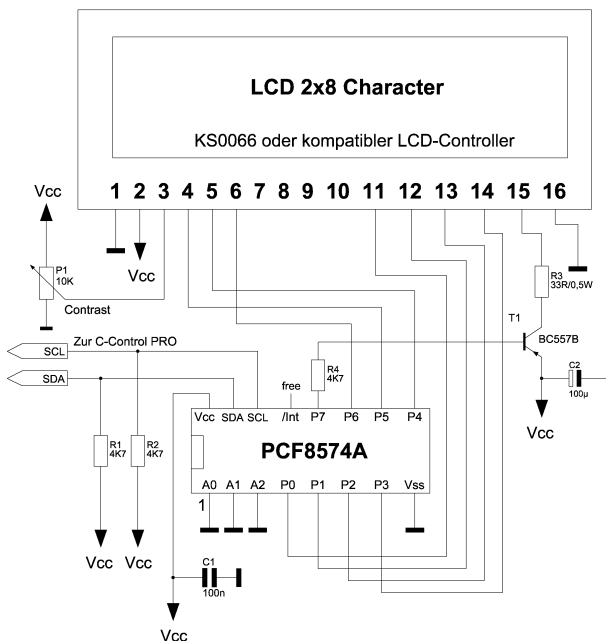 LCD 2x8 Character
KS0066 oder kompatibler LCD-Controller
1 2 3 4 5 6 7 8 9 10 11 12 13 14 15 16
Vcc
Vcc
P1
10K
Contrast
R3
33R/0,5W
T1
BC557B
C2
100µ
Vcc
Zur C-Control PRO
SCL
SDA
R4
4K7
free
Vcc SDA SCL /Int P7 P6 P5 P4
PCF8574A
A0 A1 A2 P0 P1 P2 P3 Vss
1
R1
4K7
R2
4K7
Vcc Vcc
C1
100n
Vcc